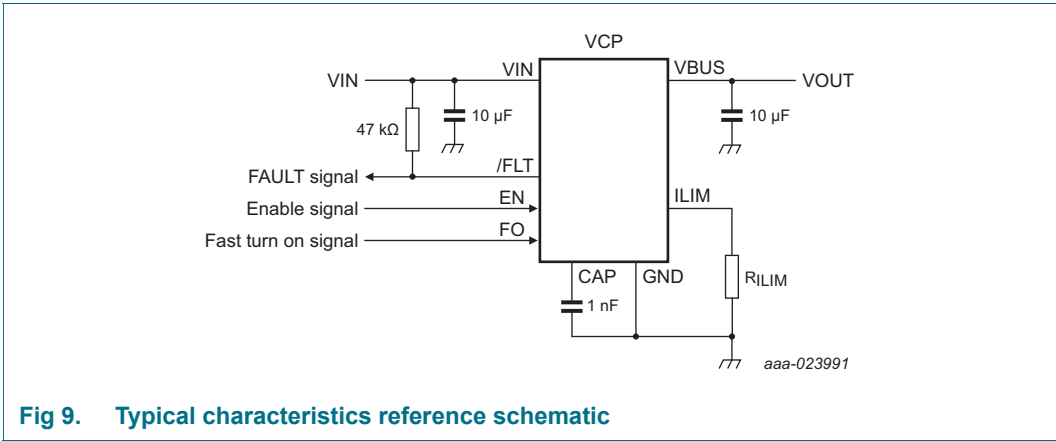 VCP
VIN
VIN
VBUS
VOUT
47 kΩ
10 μF
10 μF
/FLT
FAULT signal
EN
Enable signal
ILIM
FO
Fast turn on signal
CAP
GND
RILIM
1 nF
aaa-023991
Fig 9. Typical characteristics reference schematic